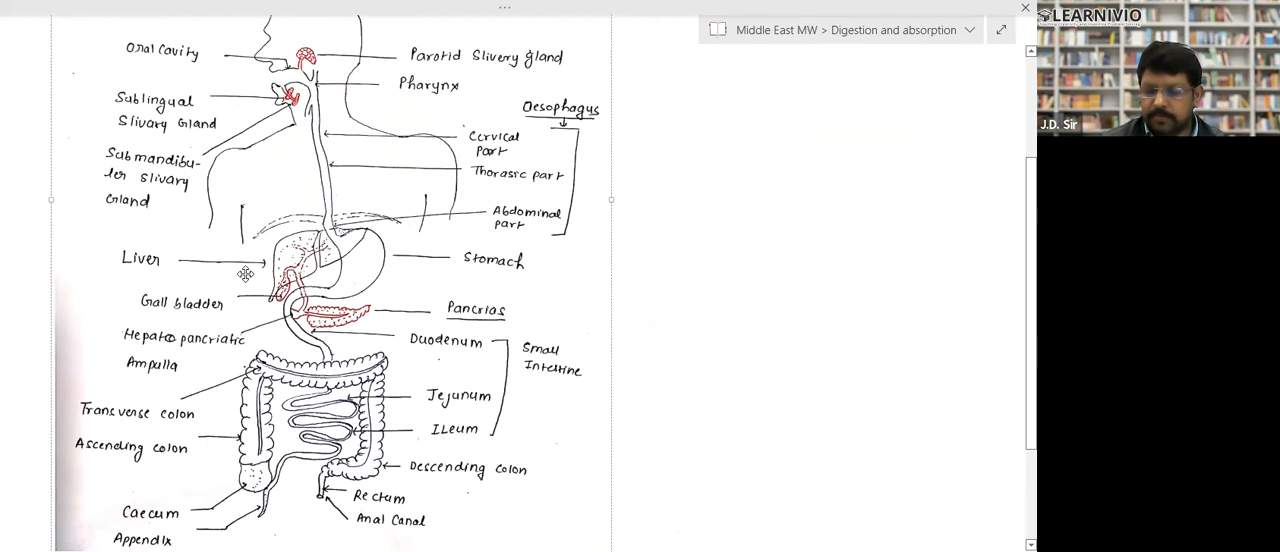 Middle East MW > Digestion and absorption
LEARNIVIO
J.D. Sir
Oral cavity
Parotid Slivery gland
Pharynx
Sublingual
Slivary Gland
Oesophagus
Cervical
Part
Submandibu-
ler Slivary
Gland
Thorasic part
Abdominal
part
Liver
Stomach
Gall bladder
Pancrias
Hepato pancriatic
Ampulla
Duodenum
Small
Intestine
Transverse colon
Jejunum
Ascending colon
ILeum
Descending colon
Rectum
Caecum
Anal Canal
Appendix